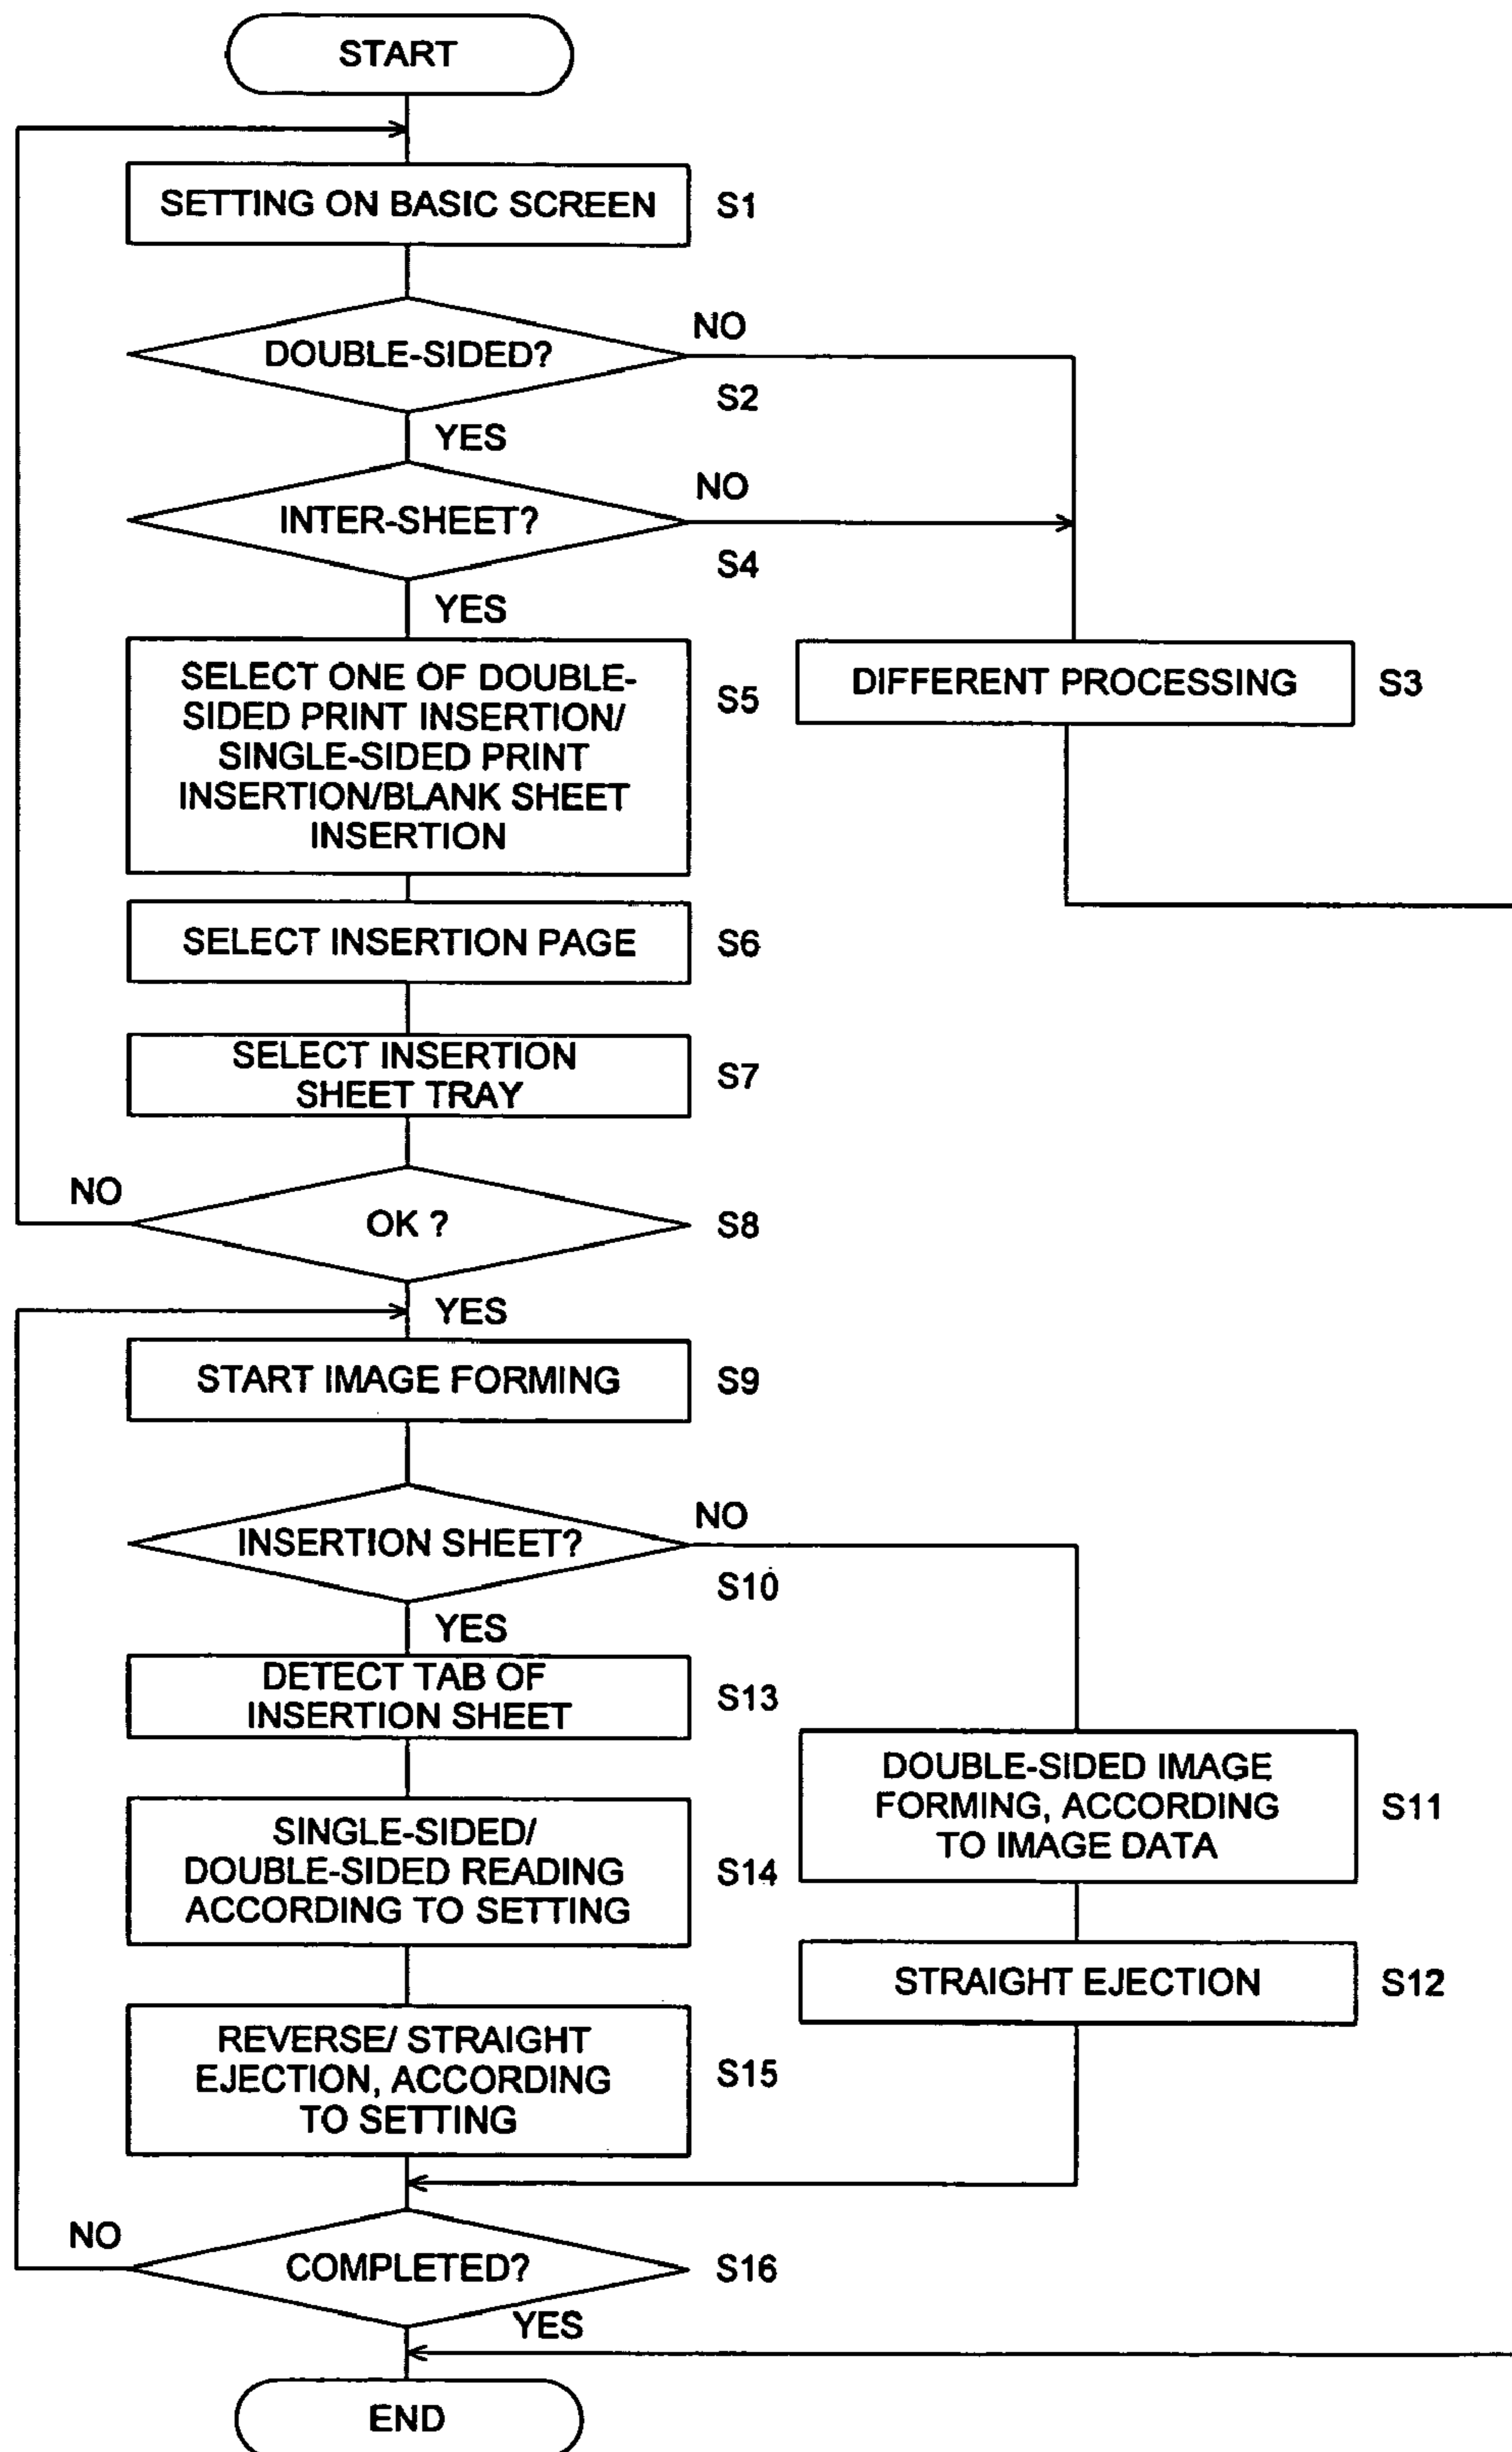 START
SETTING ON BASIC SCREEN
S1
DOUBLE-SIDED?
NO
S2
YES
INTER-SHEET?
NO
S4
YES
SELECT ONE OF DOUBLE-
SIDED PRINT INSERTION/
SINGLE-SIDED PRINT
INSERTION/BLANK SHEET
INSERTION
S5
DIFFERENT PROCESSING
S3
SELECT INSERTION PAGE
S6
SELECT INSERTION
SHEET TRAY
S7
NO
OK ?
S8
YES
START IMAGE FORMING
S9
INSERTION SHEET?
NO
S10
YES
DETECT TAB OF
INSERTION SHEET
S13
DOUBLE-SIDED IMAGE
FORMING, ACCORDING
TO IMAGE DATA
S11
SINGLE-SIDED/
DOUBLE-SIDED READING
ACCORDING TO SETTING
S14
STRAIGHT EJECTION
S12
REVERSE/ STRAIGHT
EJECTION, ACCORDING
TO SETTING
S15
NO
COMPLETED?
S16
YES
END